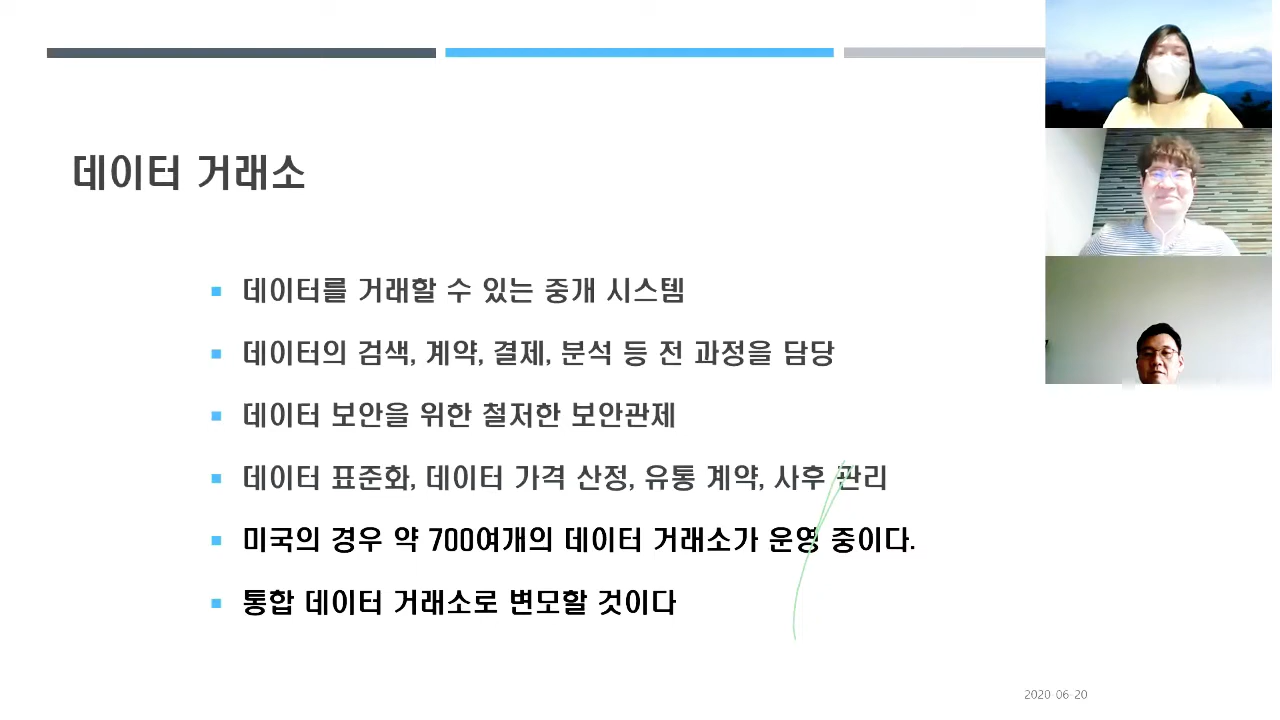 데이터 거래소
데이터를 거래할 수 있는 중개 시스템
데이터의 검색, 계약, 결제, 분석 등 전 과정을 담당
데이터 보안을 위한 철저한 보안관제
데이터 표준화, 데이터 가격 산정, 유통 계약, 사후 관리
미국의 경우 약 700여개의 데이터 거래소가 운영 중이다.
통합 데이터 거래소로 변모할 것이다
2020-06-20